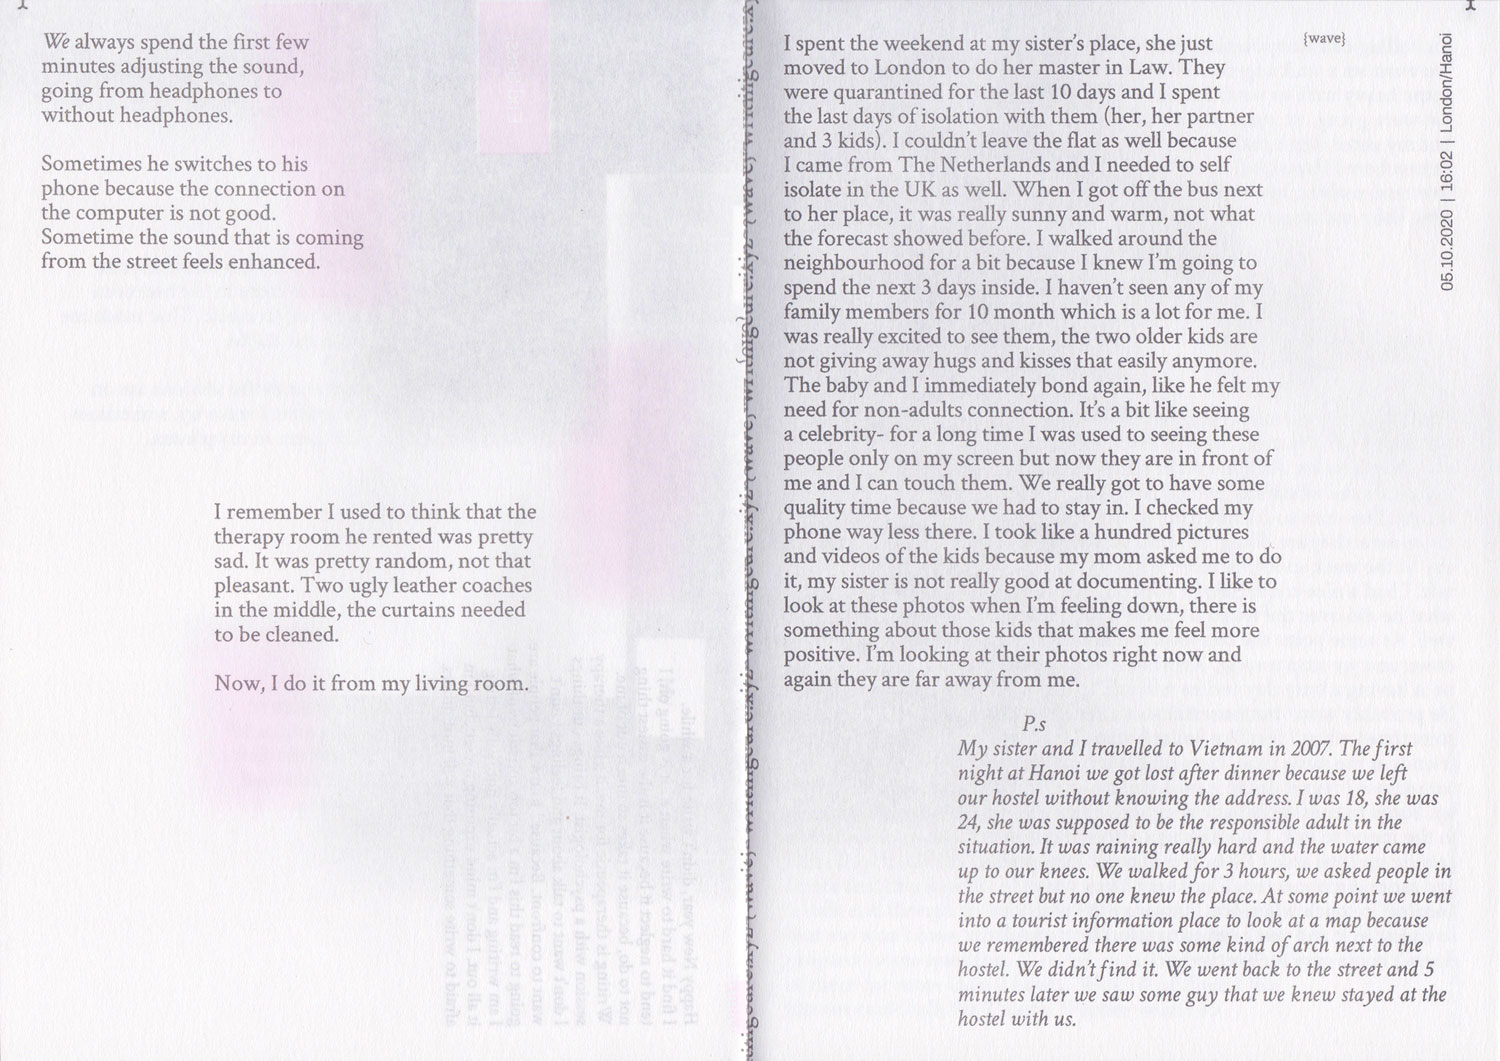 We always spend the first few
minutes adjusting the sound,
going from headphones to
without headphones.
Sometimes he switches to his
phone because the connection on
the computer is not good.
Sometime the sound that is coming
from the street feels enhanced.
I remember I used to think that the
therapy room he rented was pretty
sad. It was pretty random, not that
pleasant. Two ugly leather coaches
in the middle, the curtains needed
to be cleaned.
Now, I do it from my living room.
I spent the weekend at my sister's place, she just
moved to London to do her master in Law. They
were quarantined for the last 10 days and I spent
the last days of isolation with them (her, her partner
and 3 kids). I couldn't leave the flat as well because
I came from The Netherlands and I needed to self
isolate in the UK as well. When I got off the bus next
to her place, it was really sunny and warm, not what
the forecast showed before. I walked around the
neighbourhood for a bit because I knew I'm going to
spend the next 3 days inside. I haven't seen any of my
family members for 10 month which is a lot for me. I
was really excited to see them, the two older kids are
not giving away hugs and kisses that easily anymore.
The baby and I immediately bond again, like he felt my
need for non-adults connection. It's a bit like seeing
a celebrity- for a long time I was used to seeing these
people only on my screen but now they are in front of
me and I can touch them. We really got to have some
quality time because we had to stay in. I checked my
phone way less there. I took like a hundred pictures
and videos of the kids because my mom asked me to do
it, my sister is not really good at documenting. I like to
look at these photos when I'm feeling down, there is
something about those kids that makes me feel more
positive. I'm looking at their photos right now and
again they are far away from me.
{wave}
05.10.2020 | 16:02 | London/Hanoi
P.s
My sister and I travelled to Vietnam in 2007. The first
night at Hanoi we got lost after dinner because we left
our hostel without knowing the address. I was 18, she was
24, she was supposed to be the responsible adult in the
situation. It was raining really hard and the water came
up to our knees. We walked for 3 hours, we asked people in
the street but no one knew the place. At some point we went
into a tourist information place to look at a map because
we remembered there was some kind of arch next to the
hostel. We didn't find it. We went back to the street and 5
minutes later we saw some guy that we knew stayed at the
hostel with us.